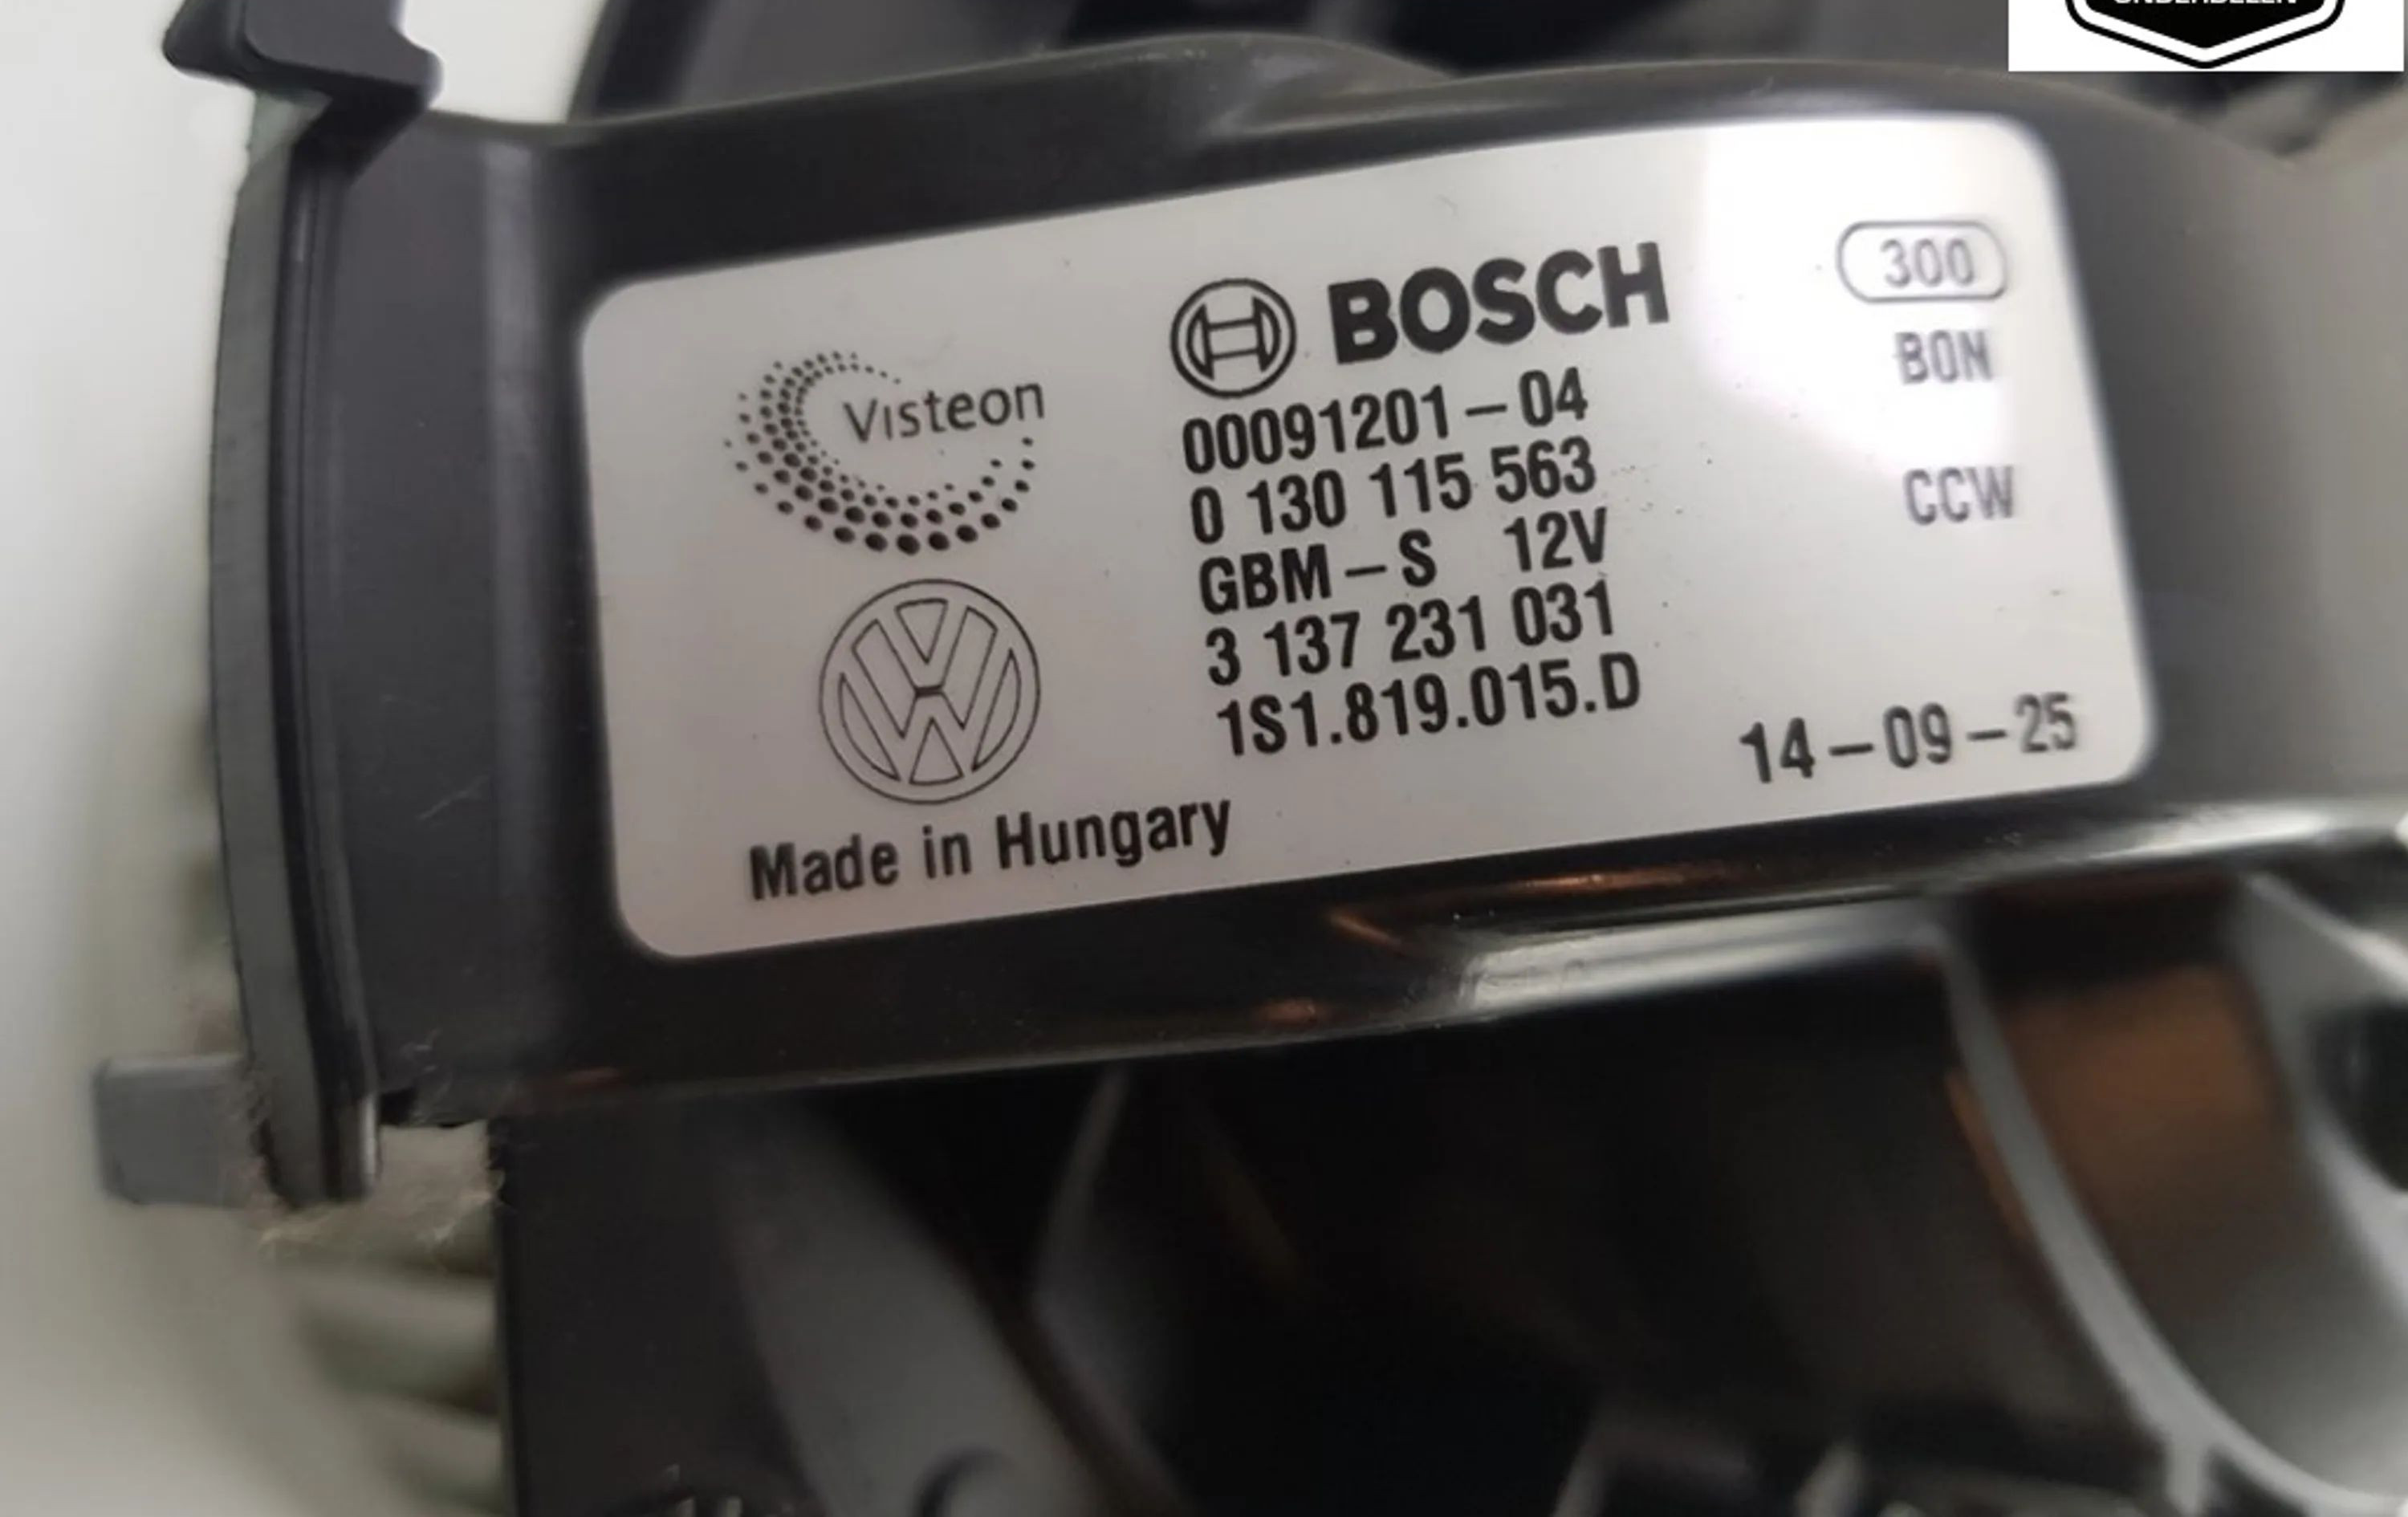 Visteon
BOSCH
00091201-04
0 130 115 563
GBM-S 12V
3 137 231 031
1S1.819.015.D
Made in Hungary
300
BON
CCW
14-09-25